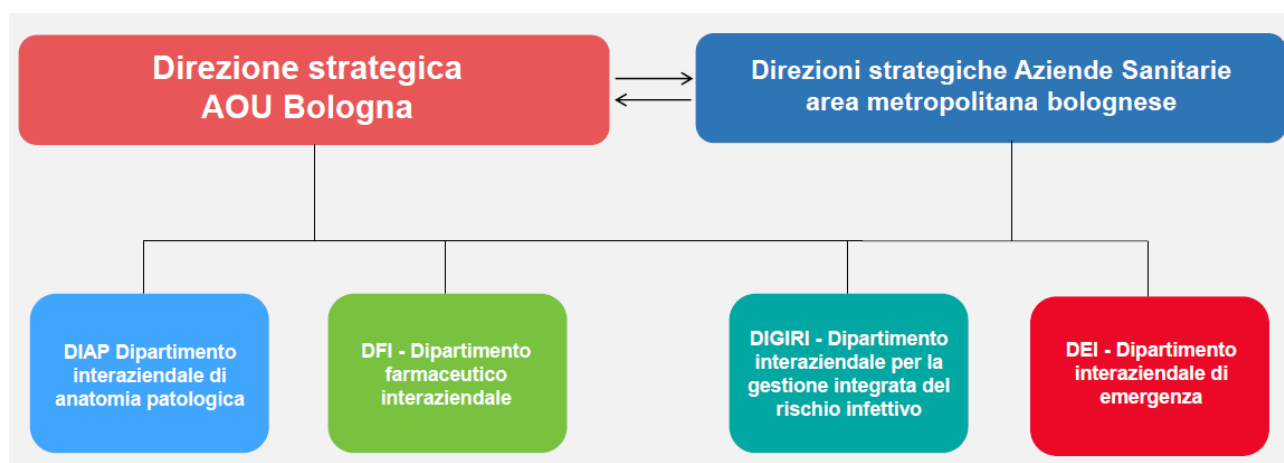 Direzione strategica
AOU Bologna
Direzioni strategiche Aziende Sanitarie
area metropolitana bolognese
DIAP Dipartimento
interaziendale di
anatomia patologica
DFI - Dipartimento
farmaceutico
interaziendale
DIGIRI - Dipartimento
interaziendale per la
gestione integrata del
rischio infettivo
DEI - Dipartimento
interaziendale di
emergenza